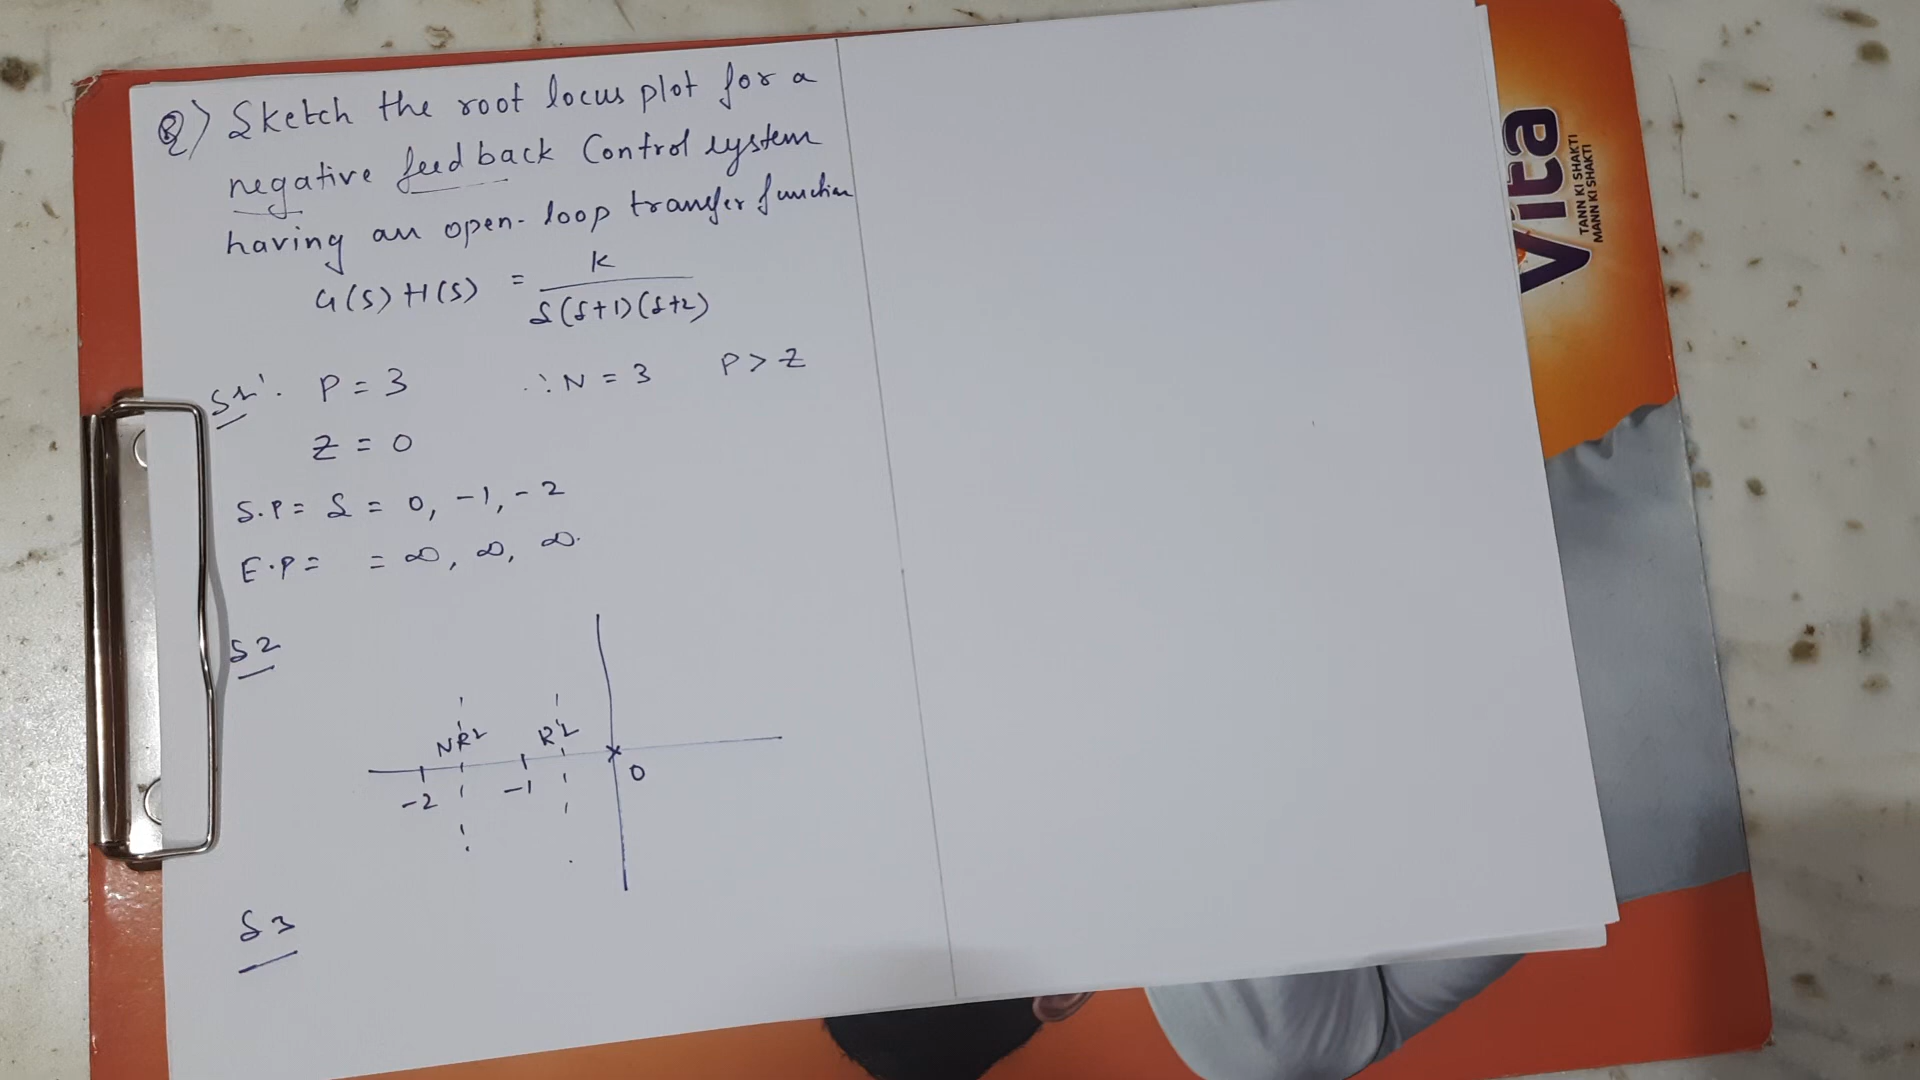 Q) Sketch the root locus plot for a
negative feedback Control system
having an open-loop transfer function
G(s) H(s) = K / S(S+1)(S+2)
S1: P = 3 ∴ N = 3 P > Z
Z = 0
S.P = S = 0, -1, -2
E.P = = ∞, ∞, ∞.
S2
NRL RL
-2 -1 0
S3
Vita
TANN KI SHAKTI
MANN KI SHAKTI